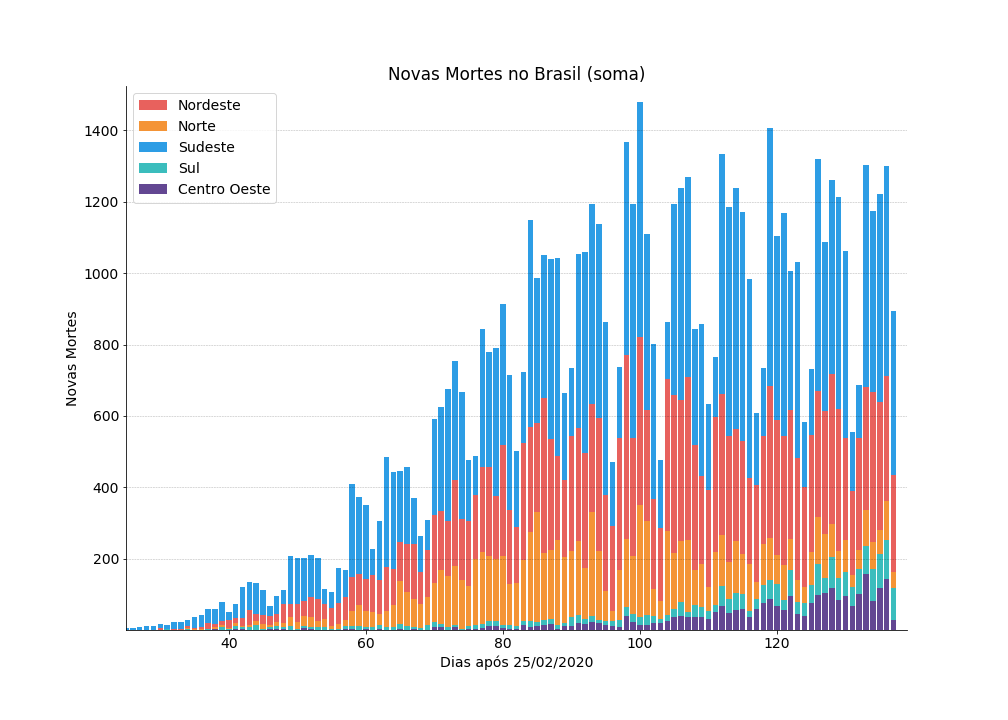 Novas Mortes no Brasil (soma)
Nordeste
Norte
Sudeste
Sul
Centro Oeste
1400
1200
1000
800
600
400
200
Novas Mortes
40 60 80 100 120
Dias após 25/02/2020